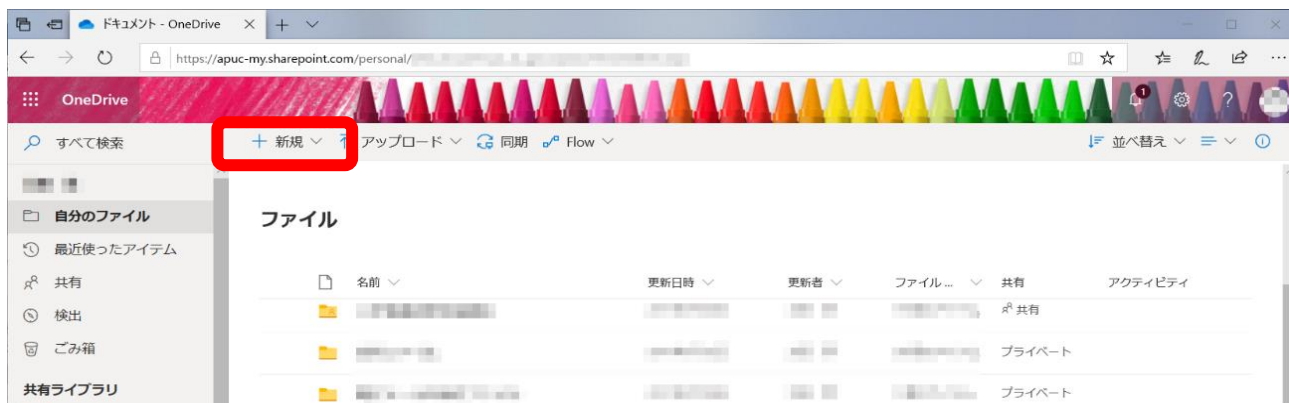 ドキュメント - OneDrive
https://apuc-my.sharepoint.com/personal/
OneDrive
1
?
すべて検索
+ 新規 アップロード 同期 Flow 並べ替え
自分のファイル
最近使ったアイテム
共有
検出
ごみ箱
共有ライブラリ
ファイル
名前 更新日時 更新者 ファイル ... 共有 アクティビティ
共有
プライベート
プライベート